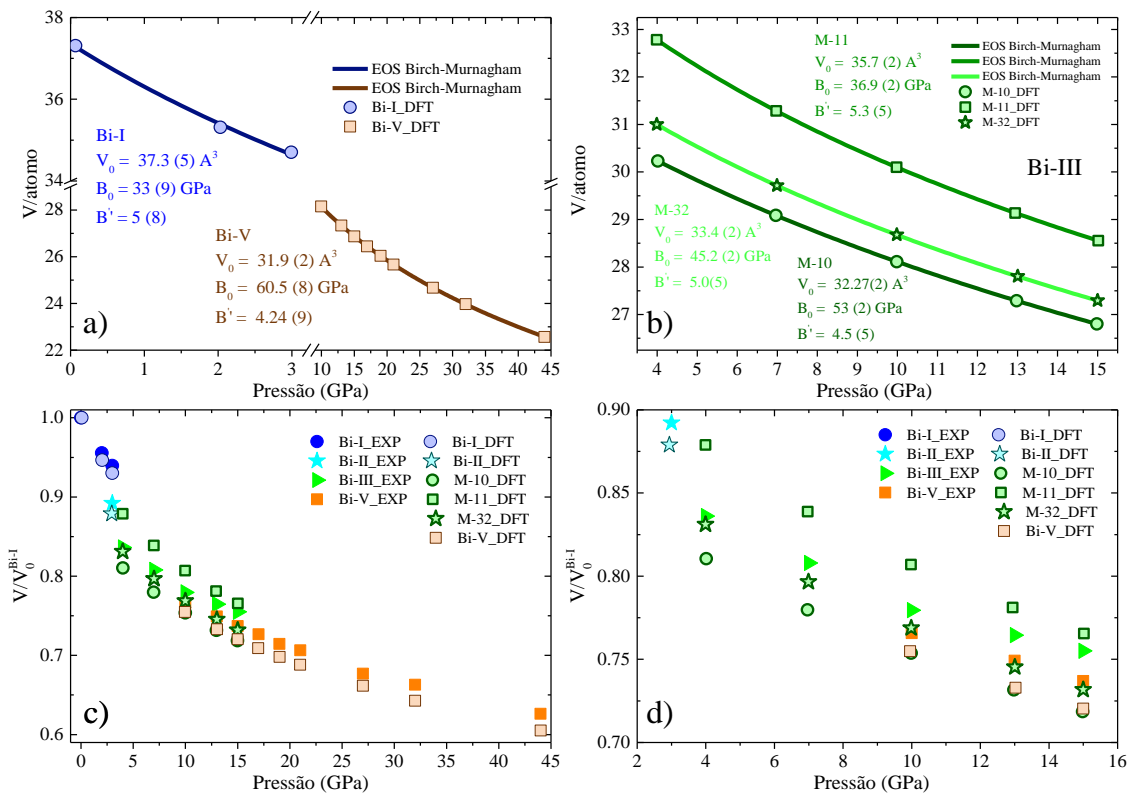 37
36
35
34
28
26
24
22
V/atomo
EOS Birch-Murnagham
EOS Birch-Murnagham
Bi-I_DFT
Bi-V_DFT
Bi-I
V0 = 37.3 (5) A3
B0 = 33 (9) GPa
B' = 5 (8)
Bi-V
V0 = 31.9 (2) A3
B0 = 60.5 (8) GPa
B' = 4.24 (9)
a)
0 1 2 3 10 15 20 25 30 35 40 45
Pressão (GPa)
33
32
31
30
29
28
27
V/atomo
M-11
V0 = 35.7 (2) A3
B0 = 36.9 (2) GPa
B' = 5.3 (5)
EOS Birch-Murnagham
EOS Birch-Murnagham
EOS Birch-Murnagham
M-10_DFT
M-11_DFT
M-32_DFT
Bi-III
M-32
V0 = 33.4 (2) A3
B0 = 45.2 (2) GPa
B' = 5.0(5)
M-10
V0 = 32.27(2) A3
B0 = 53 (2) GPa
B' = 4.5 (5)
b)
4 5 6 7 8 9 10 11 12 13 14 15
Pressão (GPa)
1.0
0.9
0.8
0.7
0.6
V/V0Bi-I
Bi-I_EXP
Bi-II_EXP
Bi-III_EXP
Bi-V_EXP
Bi-I_DFT
Bi-II_DFT
M-10_DFT
M-11_DFT
M-32_DFT
Bi-V_DFT
c)
0 5 10 15 20 25 30 35 40 45
Pressão (GPa)
0.90
0.85
0.80
0.75
0.70
V/V0Bi-I
Bi-I_EXP
Bi-II_EXP
Bi-III_EXP
Bi-V_EXP
Bi-I_DFT
Bi-II_DFT
M-10_DFT
M-11_DFT
M-32_DFT
Bi-V_DFT
d)
2 4 6 8 10 12 14 16
Pressão (GPa)